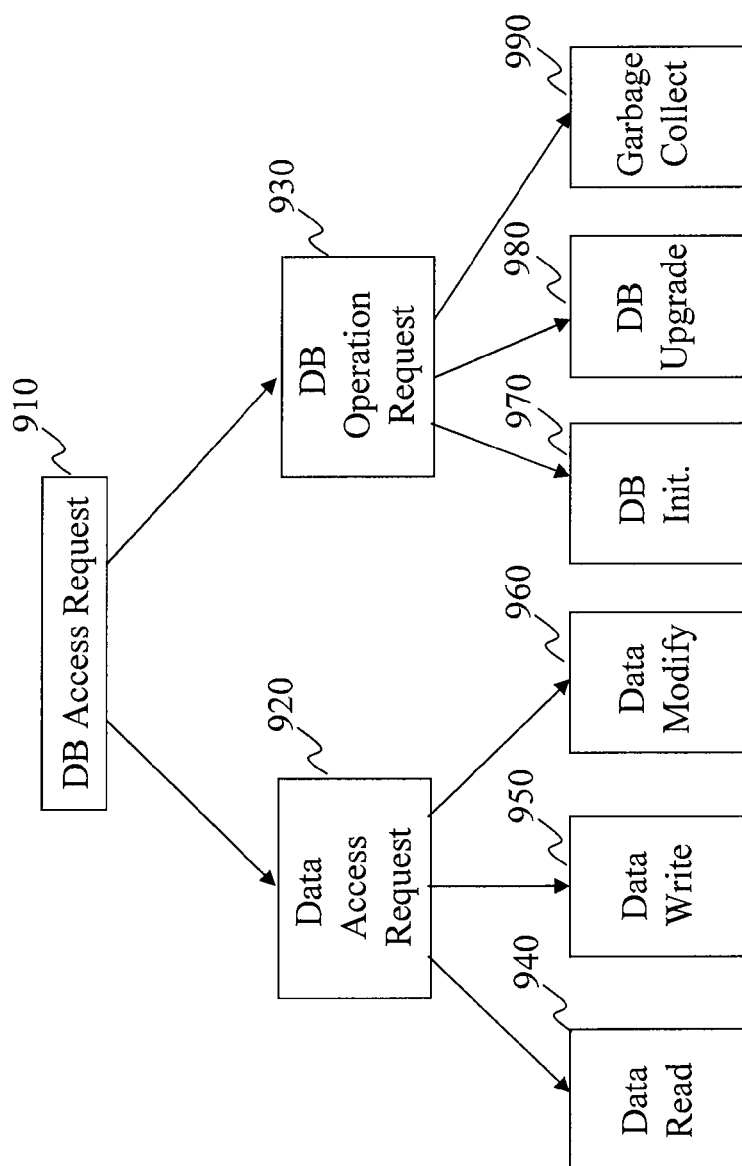 910
DB Access Request
920
930
Data
Access
Request
DB
Operation
Request
940
950
960
970
980
990
Data
Read
Data
Write
Data
Modify
DB
Init.
DB
Upgrade
Garbage
Collect